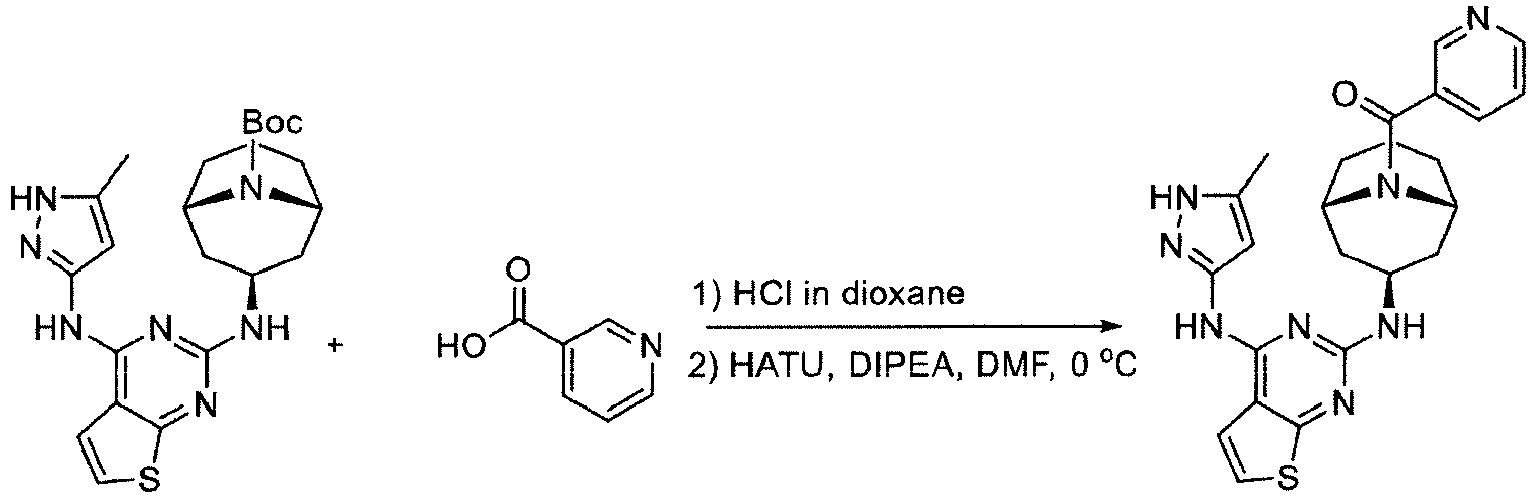 Boc
N
HN
N
HN
N
NH
N
S
+
O
HO
N
1) HCl in dioxane
2) HATU, DIPEA, DMF, 0 °C
N
O
N
HN
N
HN
N
NH
N
S